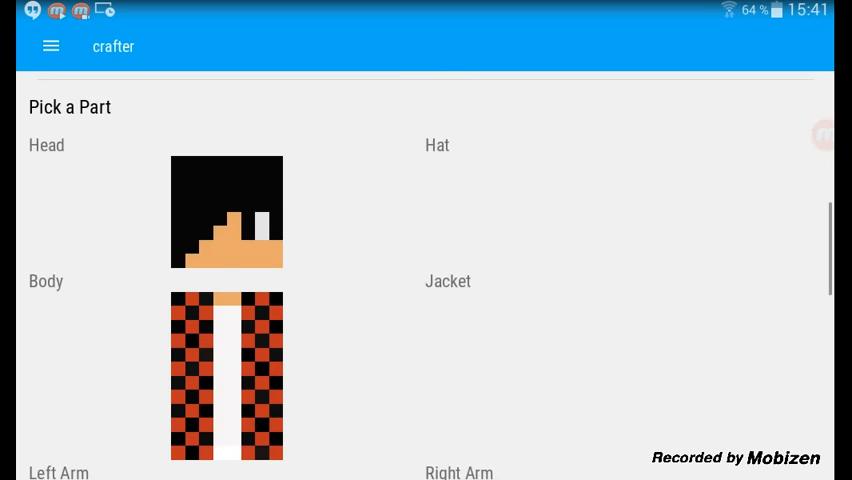 64 % 15:41
crafter
Pick a Part
Head Hat
Body Jacket
Left Arm Right Arm
Recorded by Mobizen